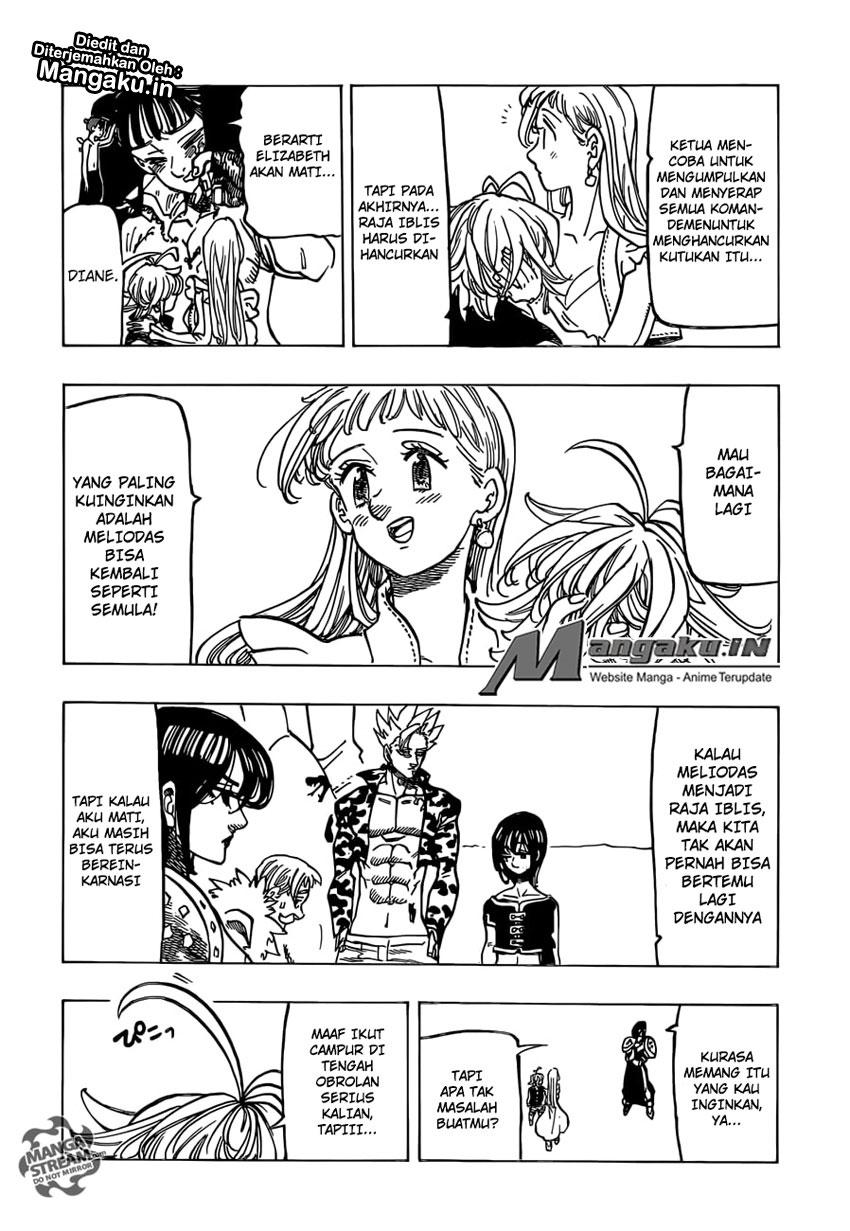 Diedit dan
Diterjemahkan Oleh :
Mangaku.in
KETUA MEN-
COBA UNTUK
MENGUMPULKAN
DAN MENYERAP
SEMUA KOMAN-
DEMENUNTUK
MENGHANCURKAN
KUTUKAN ITU...
TAPI PADA
AKHIRNYA...
RAJA IBLIS
HARUS DI-
HANCURKAN
BERARTI
ELIZABETH
AKAN MATI...
DIANE.
MAU
BAGAI-
MANA
LAGI
YANG PALING
KUINGINKAN
ADALAH
MELIODAS
BISA
KEMBALI
SEPERTI
SEMULA!
Mangaku.iN
Website Manga - Anime Terupdate
KALAU
MELIODAS
MENJADI
RAJA IBLIS,
MAKA KITA
TAK AKAN
PERNAH BISA
BERTEMU
LAGI
DENGANNYA
TAPI KALAU
AKU MATI,
AKU MASIH
BISA TERUS
BEREIN-
KARNASI
KURASA
MEMANG ITU
YANG KAU
INGINKAN,
YA...
TAPI
APA TAK
MASALAH
BUATMU?
MAAF IKUT
CAMPUR DI
TENGAH
OBROLAN
SERIUS
KALIAN,
TAPIII...
ぴこっ
MANGA
STREAM.com
DO NOT MIRROR!